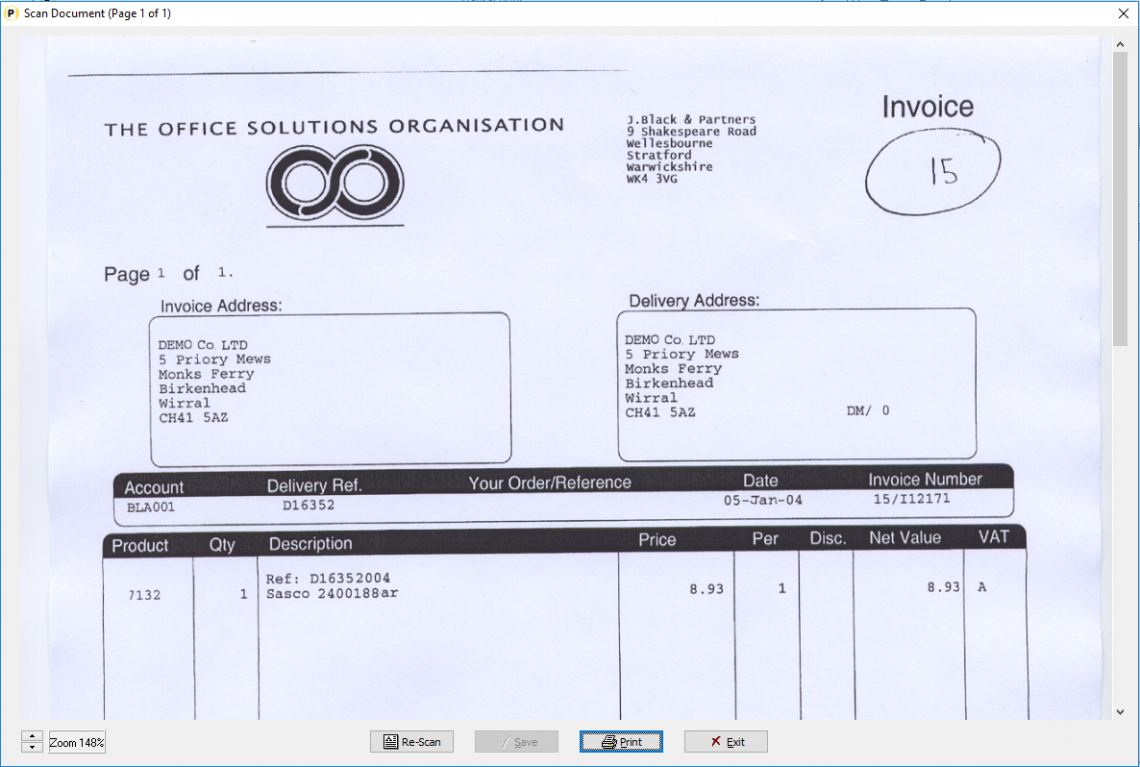 Scan Document (Page 1 of 1)
THE OFFICE SOLUTIONS ORGANISATION
J.Black & Partners
9 Shakespeare Road
Wellesbourne
Stratford
Warwickshire
WK4 3VG
Invoice
15
Page 1 of 1.
Invoice Address:
DEMO Co. LTD
5 Priory Mews
Monks Ferry
Birkenhead
Wirral
CH41 5AZ
Delivery Address:
DEMO Co. LTD
5 Priory Mews
Monks Ferry
Birkenhead
Wirral
CH41 5AZ DM/ 0
Account Delivery Ref. Your Order/Reference Date Invoice Number
BLA001 D16352 05-Jan-04 15/I12171
Product Qty Description Price Per Disc. Net Value VAT
Ref: D16352004
7132 1 Sasco 2400188ar 8.93 1 8.93 A
Zoom 148% Re-Scan Save Print Exit